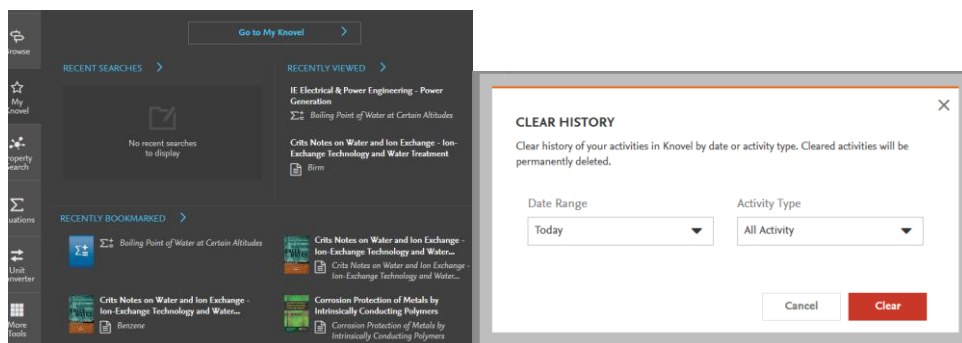 Go to My Knovel
Browse
RECENT SEARCHES
RECENTLY VIEWED
IE Electrical & Power Engineering - Power
Generation
Boiling Point of Water at Certain Altitudes
My
Knovel
No recent searches
to display
Crits Notes on Water and Ion Exchange - Ion-
Exchange Technology and Water Treatment
Birm
Property
Search
Equations
RECENTLY BOOKMARKED
Boiling Point of Water at Certain Altitudes
Crits Notes on Water and Ion Exchange -
Ion-Exchange Technology and Water...
Crits Notes on Water and Ion Exchange -
Ion-Exchange Technology and Water...
Unit
Converter
Crits Notes on Water and Ion Exchange -
Ion-Exchange Technology and Water...
Benzene
Corrosion Protection of Metals by
Intrinsically Conducting Polymers
Corrosion Protection of Metals by
Intrinsically Conducting Polymers
More
Tools
CLEAR HISTORY
Clear history of your activities in Knovel by date or activity type. Cleared activities will be
permanently deleted.
Date Range
Activity Type
Today
All Activity
Cancel
Clear